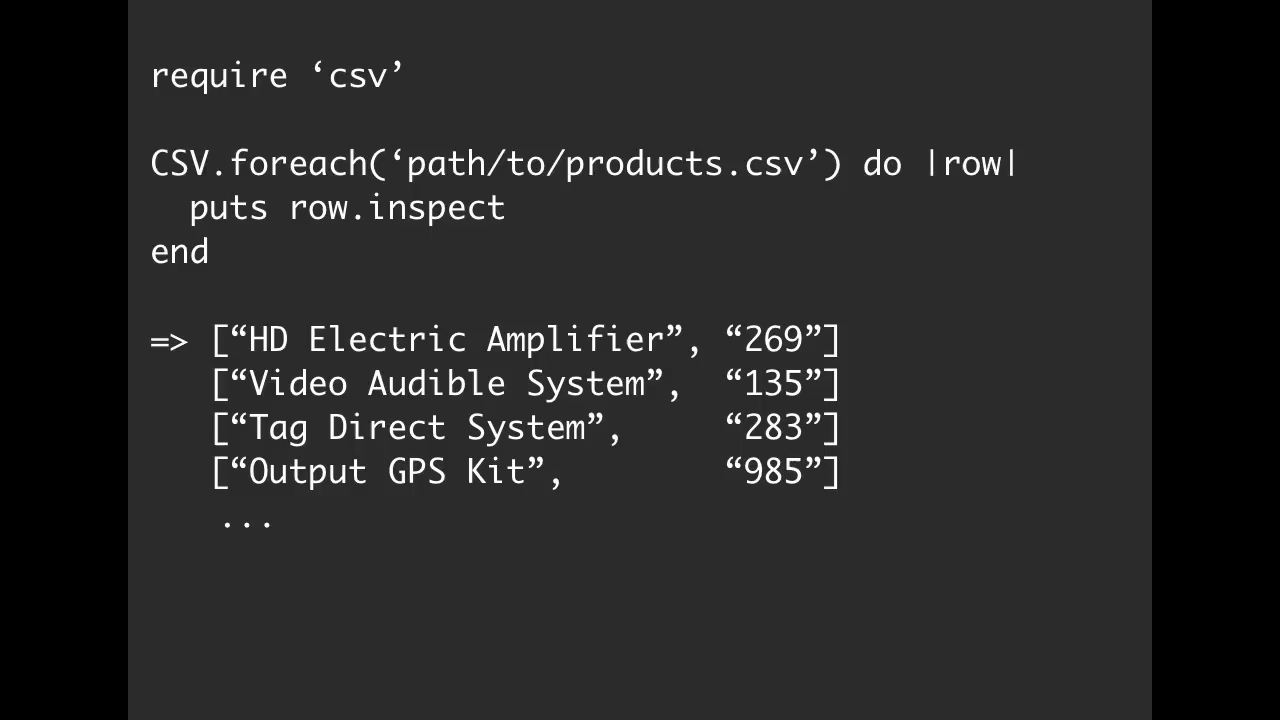 require ‘csv’
CSV.foreach(‘path/to/products.csv’) do |row|
  puts row.inspect
end
=> [“HD Electric Amplifier”, “269”]
   [“Video Audible System”,  “135”]
   [“Tag Direct System”,     “283”]
   [“Output GPS Kit”,        “985”]
    ...